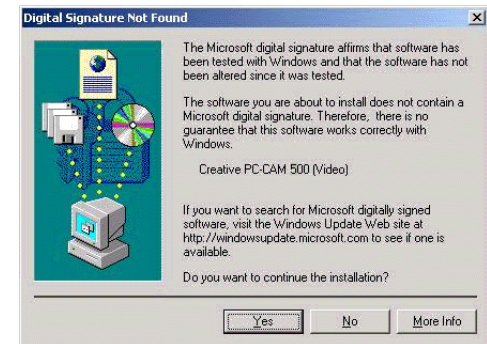 Digital Signature Not Found
The Microsoft digital signature affirms that software has
been tested with Windows and that the software has not
been altered since it was tested.
The software you are about to install does not contain a
Microsoft digital signature. Therefore, there is no
guarantee that this software works correctly with
Windows.
Creative PC-CAM 500 (Video)
If you want to search for Microsoft digitally signed
software, visit the Windows Update Web site at
http://windowsupdate.microsoft.com to see if one is
available.
Do you want to continue the installation?
Yes No More Info